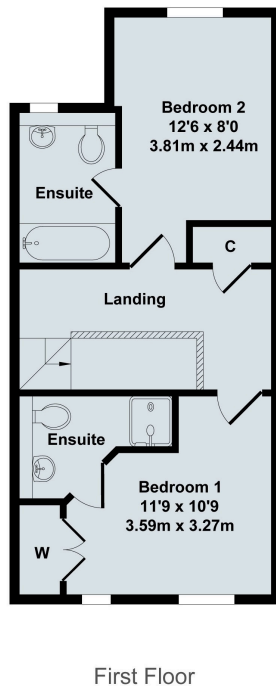 Bedroom 2
12'6 x 8'0
3.81m x 2.44m
Ensuite
C
Landing
Ensuite
Bedroom 1
11'9 x 10'9
3.59m x 3.27m
W
First Floor